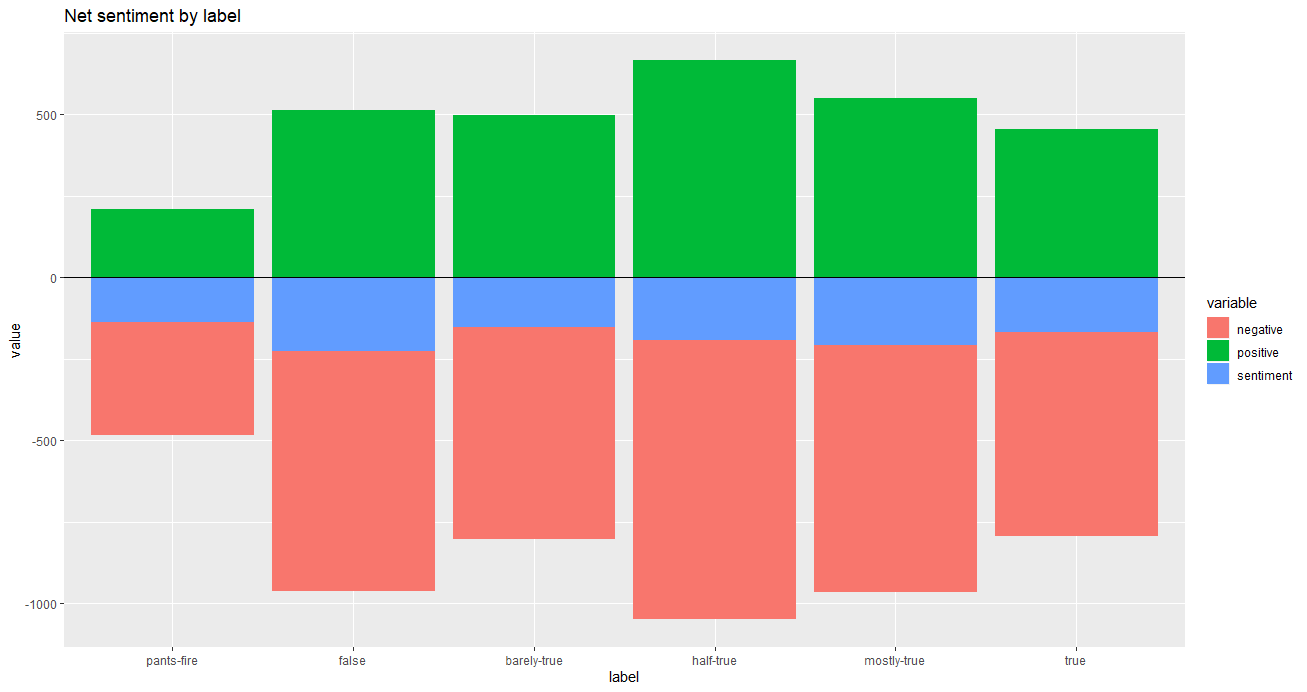 Net sentiment by label
500
0
-500
-1000
value
pants-fire
false
barely-true
half-true
mostly-true
true
label
variable
negative
positive
sentiment